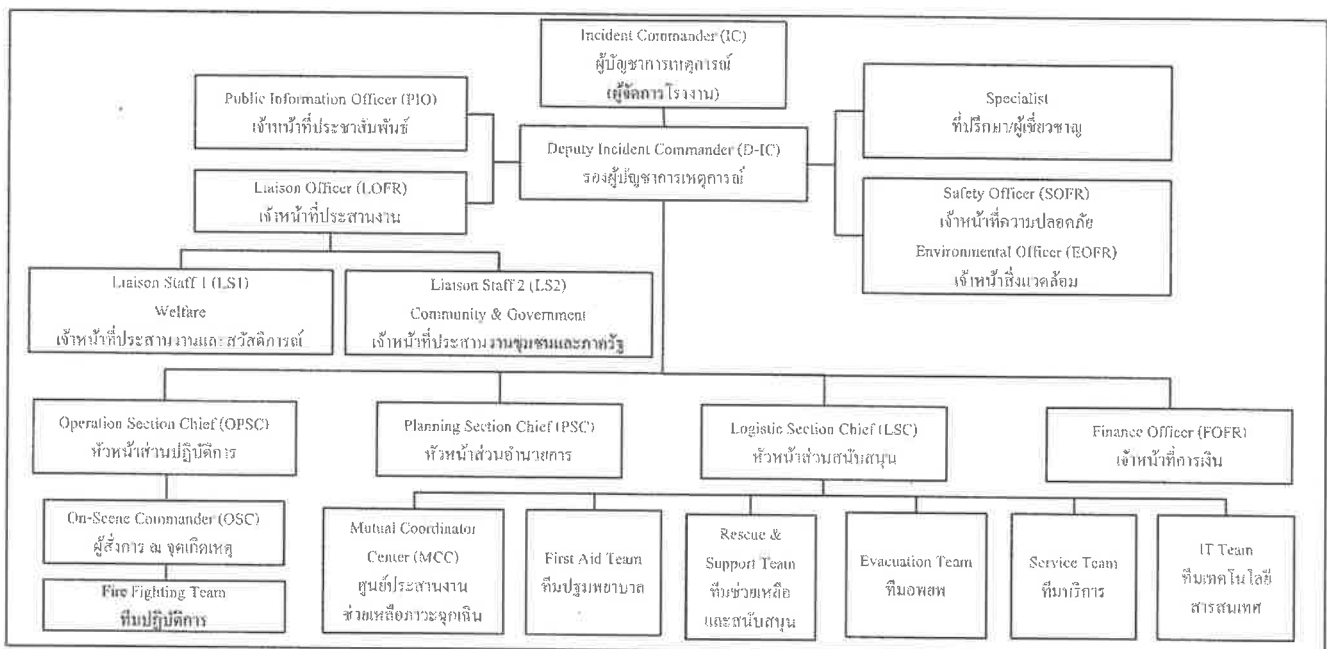 Incident Commander (IC)
ผู้บัญชาการเหตุการณ์
(ผู้จัดการโรงงาน)
Public Information Officer (PIO)
เจ้าหน้าที่ประชาสัมพันธ์
Specialist
ที่ปรึกษา/ผู้เชี่ยวชาญ
Deputy Incident Commander (D-IC)
รองผู้บัญชาการเหตุการณ์
Liaison Officer (LOFR)
เจ้าหน้าที่ประสานงาน
Safety Officer (SOFR)
เจ้าหน้าที่ความปลอดภัย
Environmental Officer (EOFR)
เจ้าหน้าสิ่งแวดล้อม
Liaison Staff 1 (LS1)
Welfare
เจ้าหน้าที่ประสานงานและสวัสดิการณ์
Liaison Staff 2 (LS2)
Community & Government
เจ้าหน้าที่ประสานงานชุมชนและภาครัฐ
Operation Section Chief (OPSC)
หัวหน้าส่วนปฏิบัติการ
Planning Section Chief (PSC)
หัวหน้าส่วนอำนวยการ
Logistic Section Chief (LSC)
หัวหน้าส่วนสนับสนุน
Finance Officer (FOFR)
เจ้าหน้าที่การเงิน
On-Scene Commander (OSC)
ผู้สั่งการ ณ จุดเกิดเหตุ
Fire Fighting Team
ทีมปฏิบัติการ
Mutual Coordinator
Center (MCC)
ศูนย์ประสานงาน
ช่วยเหลือภาวะฉุกเฉิน
First Aid Team
ทีมปฐมพยาบาล
Rescue &
Support Team
ทีมช่วยเหลือ
และสนับสนุน
Evacuation Team
ทีมอพยพ
Service Team
ทีมบริการ
IT Team
ทีมเทคโนโลยี
สารสนเทศ